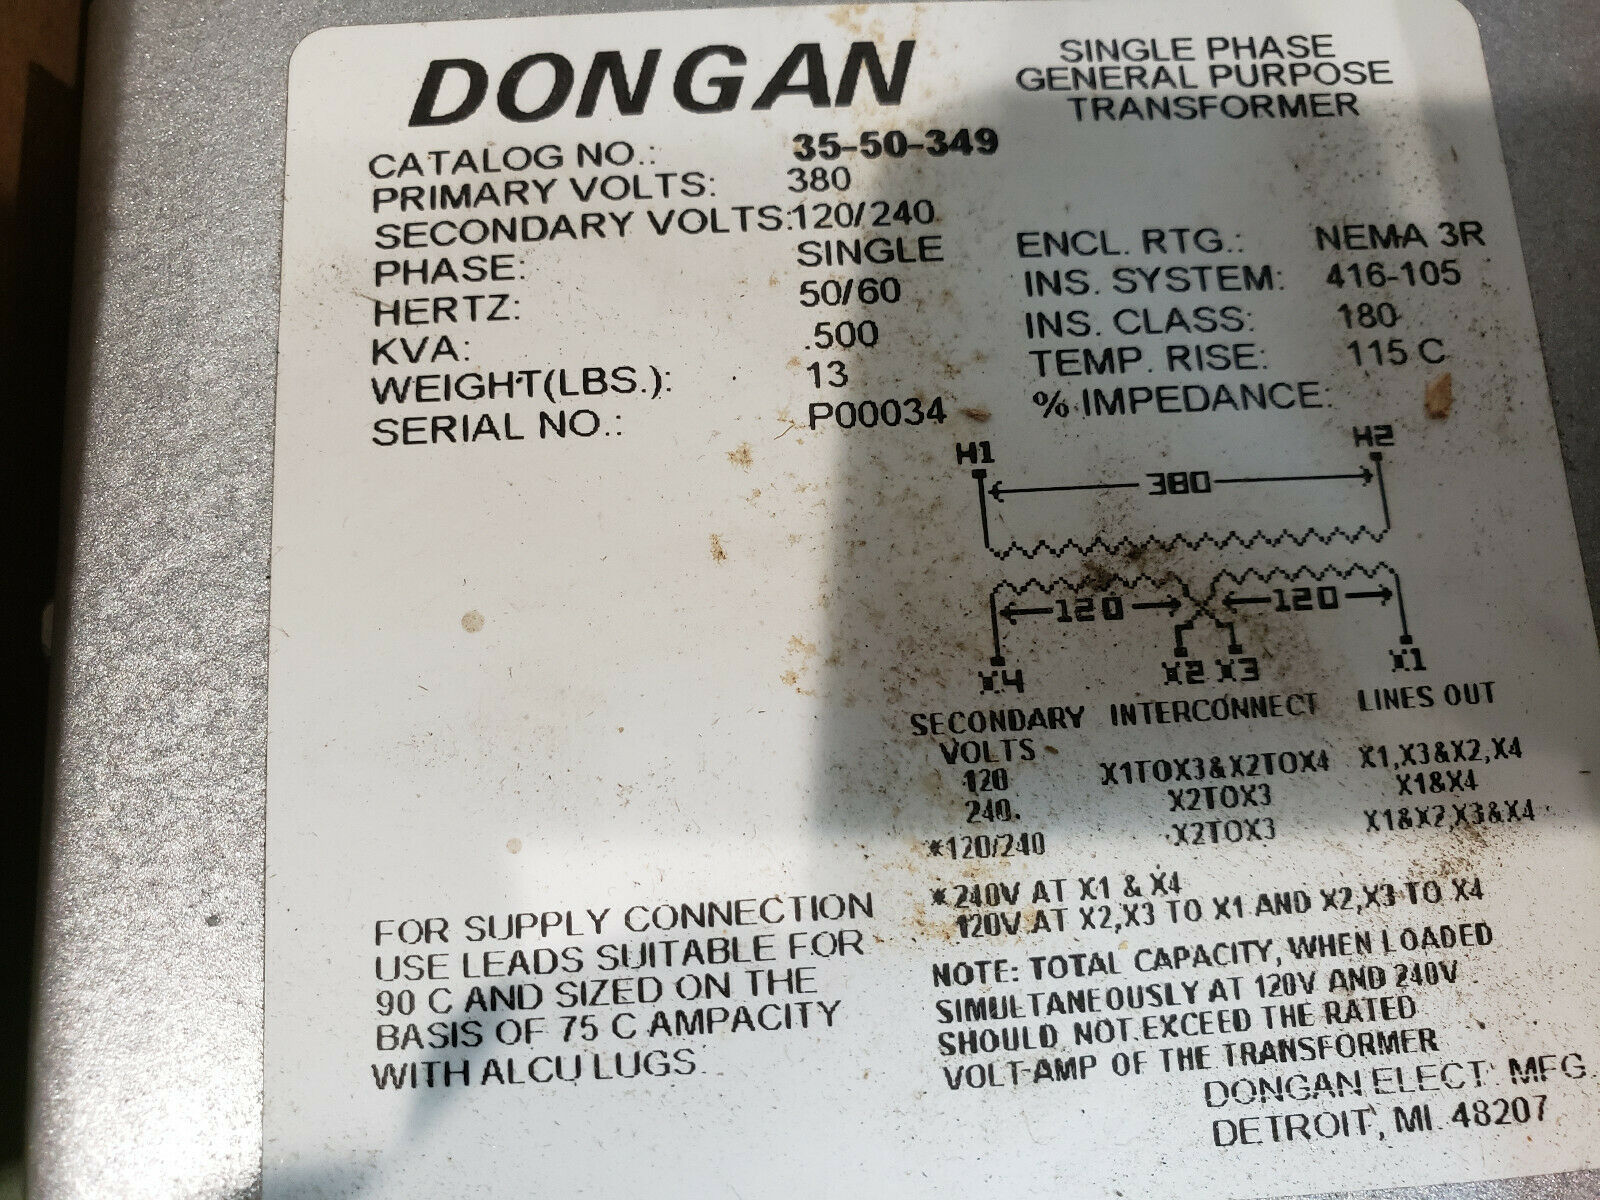 DONGAN
SINGLE PHASE
GENERAL PURPOSE
TRANSFORMER
CATALOG NO.: 35-50-349
PRIMARY VOLTS: 380
SECONDARY VOLTS: 120/240
PHASE: SINGLE
HERTZ: 50/60
KVA: .500
WEIGHT(LBS.): 13
SERIAL NO.: P00034
ENCL. RTG.: NEMA 3R
INS. SYSTEM: 416-105
INS. CLASS: 180
TEMP. RISE: 115 C
% IMPEDANCE:
H1 H2
380
120 120
X4 X2 X3 X1
SECONDARY VOLTS INTERCONNECT LINES OUT
120 X1TOX3&X2TOX4 X1,X3&X2,X4
240. X2TOX3 X1&X4
*120/240 X2TOX3 X1&X2,X3&X4
*240V AT X1 & X4
120V AT X2,X3 TO X1 AND X2,X3 TO X4
NOTE: TOTAL CAPACITY, WHEN LOADED
SIMULTANEOUSLY AT 120V AND 240V
SHOULD NOT EXCEED THE RATED
VOLT-AMP OF THE TRANSFORMER
FOR SUPPLY CONNECTION
USE LEADS SUITABLE FOR
90 C AND SIZED ON THE
BASIS OF 75 C AMPACITY
WITH ALCU LUGS.
DONGAN ELECT. MFG.
DETROIT, MI. 48207